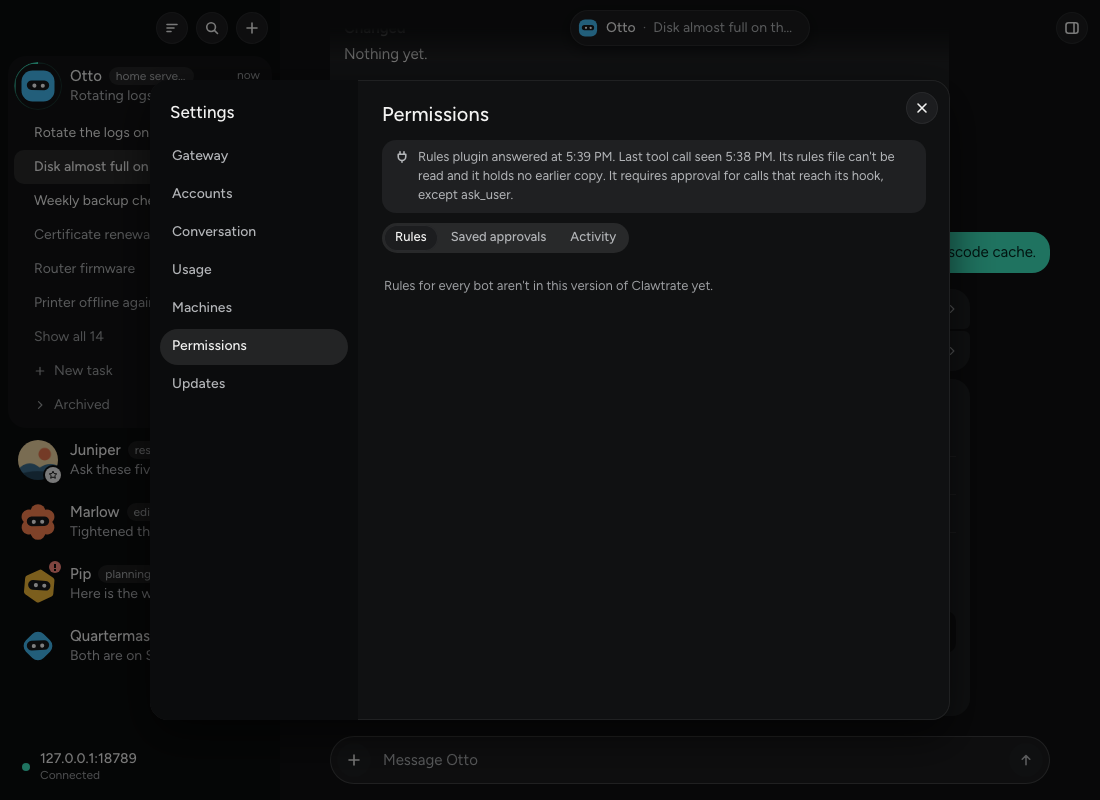 Otto · Disk almost full on th...
Nothing yet.
Otto
home serve...
now
Rotating logs
Rotate the logs on
Disk almost full on
Weekly backup che
Certificate renewa
Router firmware
Printer offline again
Show all 14
New task
Archived
Juniper
res
Ask these fiv
Marlow
edi
Tightened th
Pip
planning
Here is the w
Quartermas
Both are on S
127.0.0.1:18789
Connected
Settings
Gateway
Accounts
Conversation
Usage
Machines
Permissions
Updates
Permissions
Rules plugin answered at 5:39 PM. Last tool call seen 5:38 PM. Its rules file can't be
read and it holds no earlier copy. It requires approval for calls that reach its hook,
except ask_user.
Rules
Saved approvals
Activity
Rules for every bot aren't in this version of Clawtrate yet.
scode cache.
Message Otto